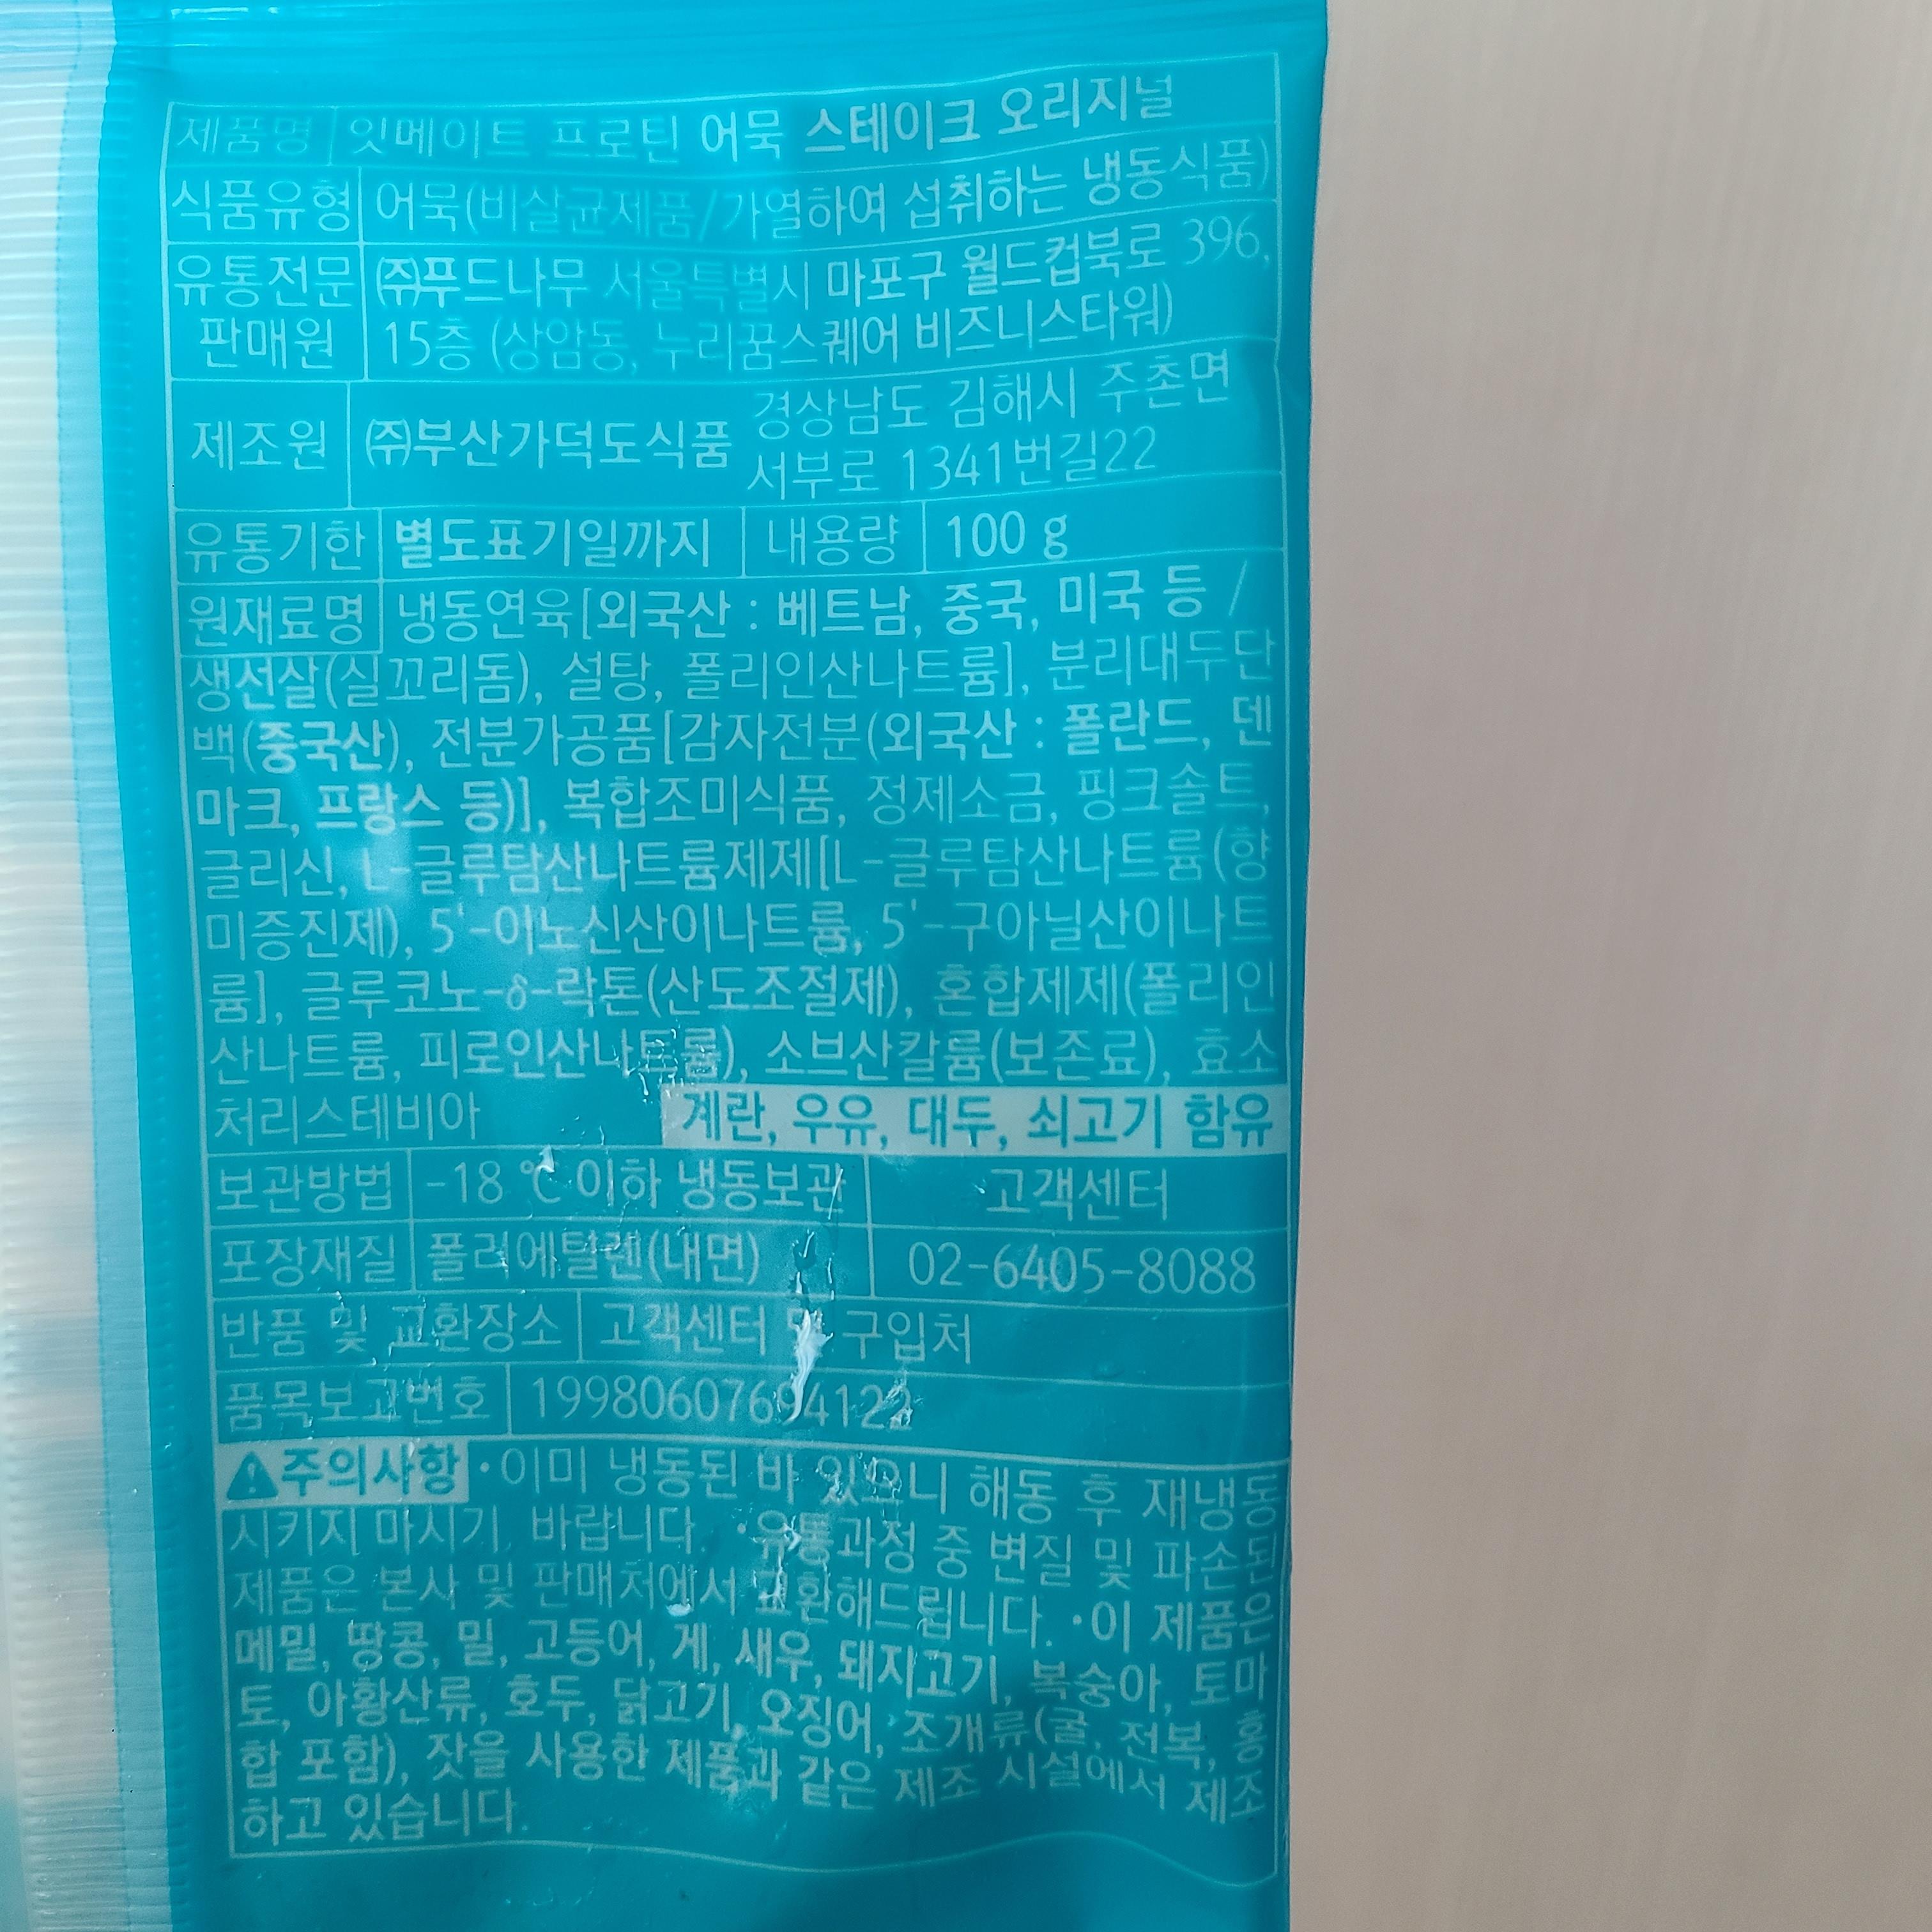 제품명 잇메이트 프로틴 어묵 스테이크 오리지널
식품유형 어묵(비살균제품/가열하여 섭취하는 냉동식품)
유통전문 ㈜푸드나무 서울특별시 마포구 월드컵북로 396,
판매원 15층 (상암동, 누리꿈스퀘어 비즈니스타워)
제조원 ㈜부산가덕도식품 경상남도 김해시 주촌면
서부로 1341번길22
유통기한 별도표기일까지 내용량 100 g
원재료명 냉동연육[외국산 : 베트남, 중국, 미국 등 /
생선살(실꼬리돔), 설탕, 폴리인산나트륨], 분리대두단
백(중국산), 전분가공품[감자전분(외국산 : 폴란드, 덴
마크, 프랑스 등)], 복합조미식품, 정제소금, 핑크솔트,
글리신, L-글루탐산나트륨제제[L-글루탐산나트륨(향
미증진제), 5'-이노신산이나트륨, 5'-구아닐산이나트
륨], 글루코노-δ-락톤(산도조절제), 혼합제제(폴리인
산나트륨, 피로인산나트륨), 소브산칼륨(보존료), 효소
처리스테비아 계란, 우유, 대두, 쇠고기 함유
보관방법 -18 ℃ 이하 냉동보관 고객센터
포장재질 폴리에틸렌(내면) 02-6405-8088
반품 및 교환장소 고객센터 및 구입처
품목보고번호 19980607694122
주의사항 •이미 냉동된 바 있으니 해동 후 재냉동
시키지 마시기 바랍니다. •유통과정 중 변질 및 파손된
제품은 본사 및 판매처에서 교환해드립니다. •이 제품은
메밀, 땅콩, 밀, 고등어, 게, 새우, 돼지고기, 복숭아, 토마
토, 아황산류, 호두, 닭고기, 오징어, 조개류(굴, 전복, 홍
합 포함), 잣을 사용한 제품과 같은 제조 시설에서 제조
하고 있습니다.